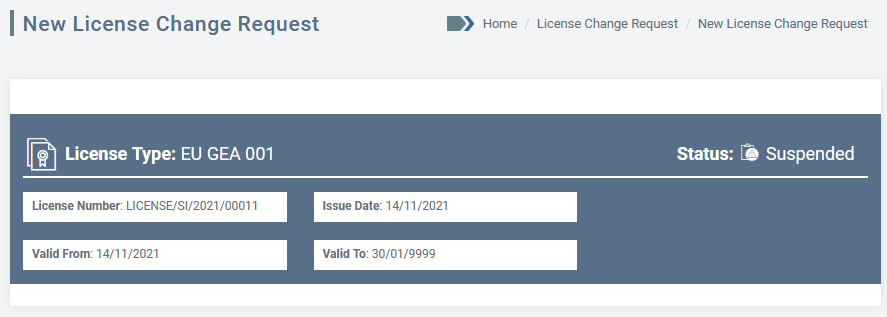 New License Change Request
Home / License Change Request / New License Change Request
License Type: EU GEA 001
Status: Suspended
License Number: LICENSE/SI/2021/00011
Issue Date: 14/11/2021
Valid From: 14/11/2021
Valid To: 30/01/9999